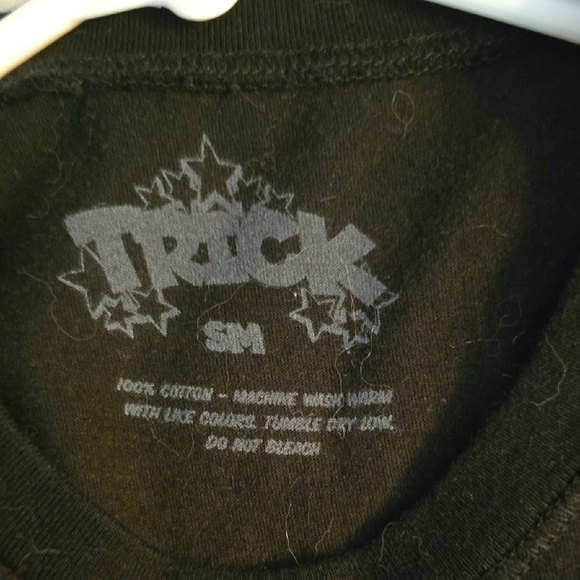 TRICK
SM
100% COTTON - MACHINE WASH WARM
WITH LIKE COLORS. TUMBLE DRY LOW.
DO NOT BLEACH